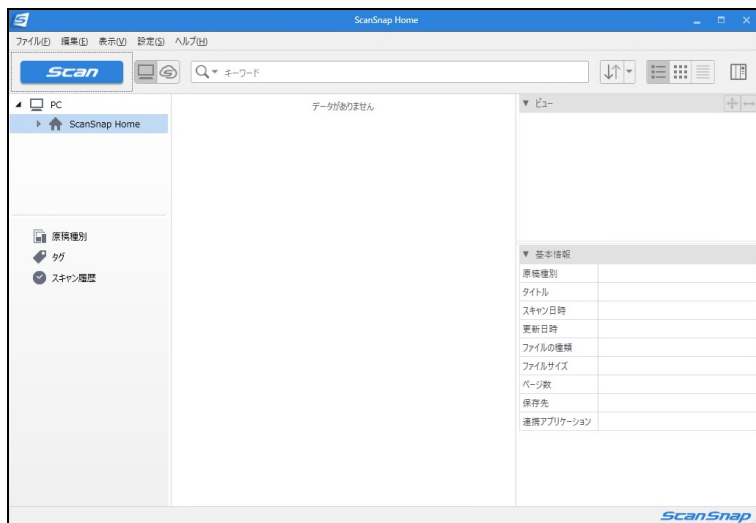 ScanSnap Home
ファイル(F) 編集(E) 表示(V) 設定(S) ヘルプ(H)
Scan
キーワード
PC
ScanSnap Home
原稿種別
タグ
スキャン履歴
データがありません
ビュー
基本情報
原稿種別
タイトル
スキャン日時
更新日時
ファイルの種類
ファイルサイズ
ページ数
保存先
連携アプリケーション
ScanSnap